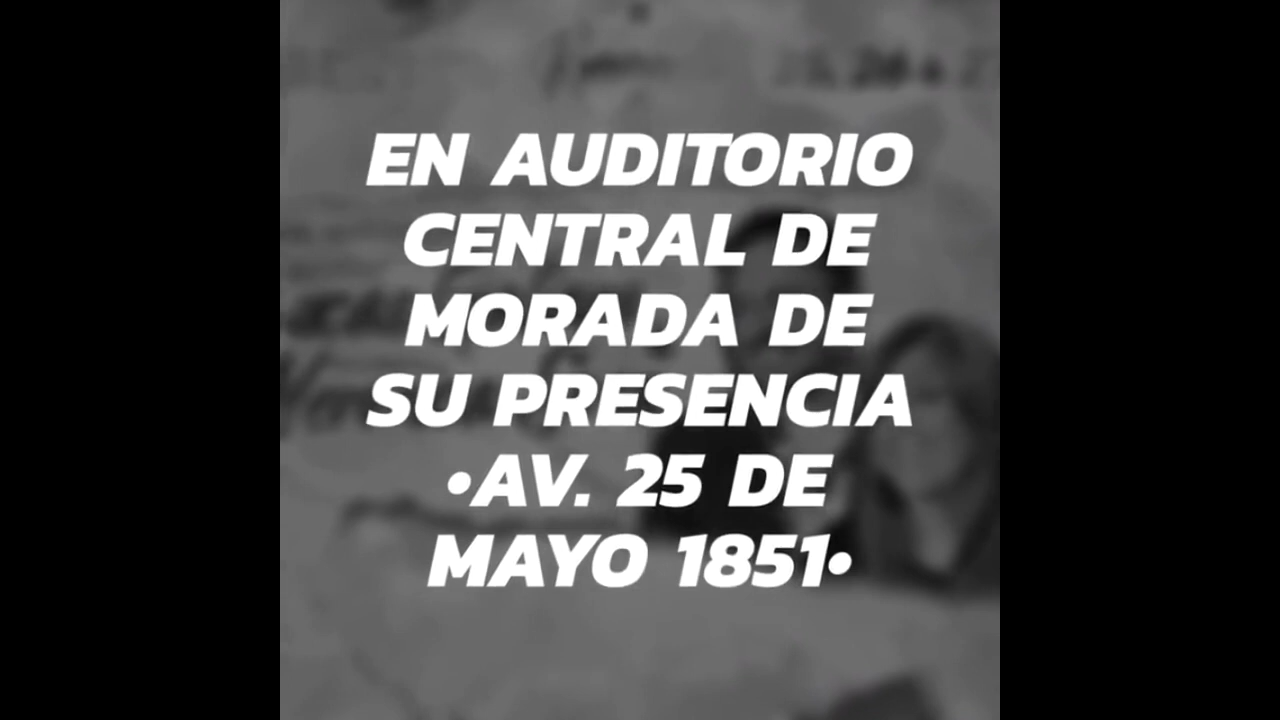 EN AUDITORIO
CENTRAL DE
MORADA DE
SU PRESENCIA
•AV. 25 DE
MAYO 1851•